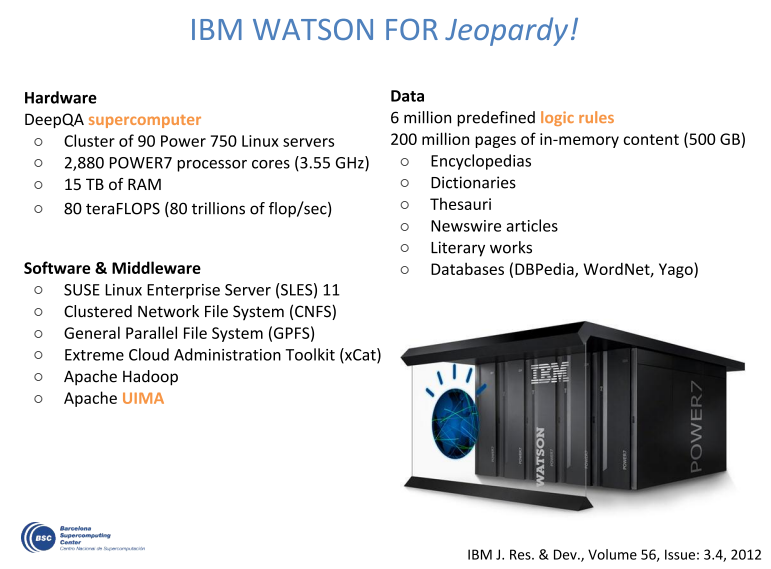 IBM WATSON FOR Jeopardy!
Hardware
DeepQA supercomputer
○ Cluster of 90 Power 750 Linux servers
○ 2,880 POWER7 processor cores (3.55 GHz)
○ 15 TB of RAM
○ 80 teraFLOPS (80 trillions of flop/sec)
Software & Middleware
○ SUSE Linux Enterprise Server (SLES) 11
○ Clustered Network File System (CNFS)
○ General Parallel File System (GPFS)
○ Extreme Cloud Administration Toolkit (xCat)
○ Apache Hadoop
○ Apache UIMA
Data
6 million predefined logic rules
200 million pages of in-memory content (500 GB)
○ Encyclopedias
○ Dictionaries
○ Thesauri
○ Newswire articles
○ Literary works
○ Databases (DBPedia, WordNet, Yago)
IBM
WATSON
POWER7
BSC
Barcelona
Supercomputing
Center
Centro Nacional de Supercomputación
IBM J. Res. & Dev., Volume 56, Issue: 3.4, 2012